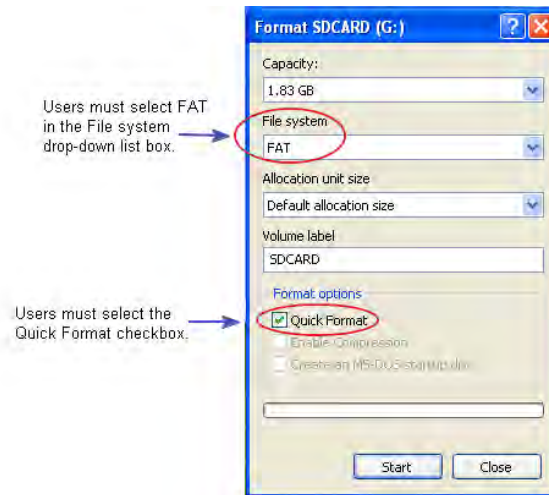 Format SDCARD (G:)
Capacity:
1.83 GB
Users must select FAT
in the File system
drop-down list box.
File system
FAT
Allocation unit size
Default allocation size
Volume label
SDCARD
Format options
Users must select the
Quick Format checkbox.
Quick Format
Enable Compression
Create an MS-DOS startup disk
Start
Close